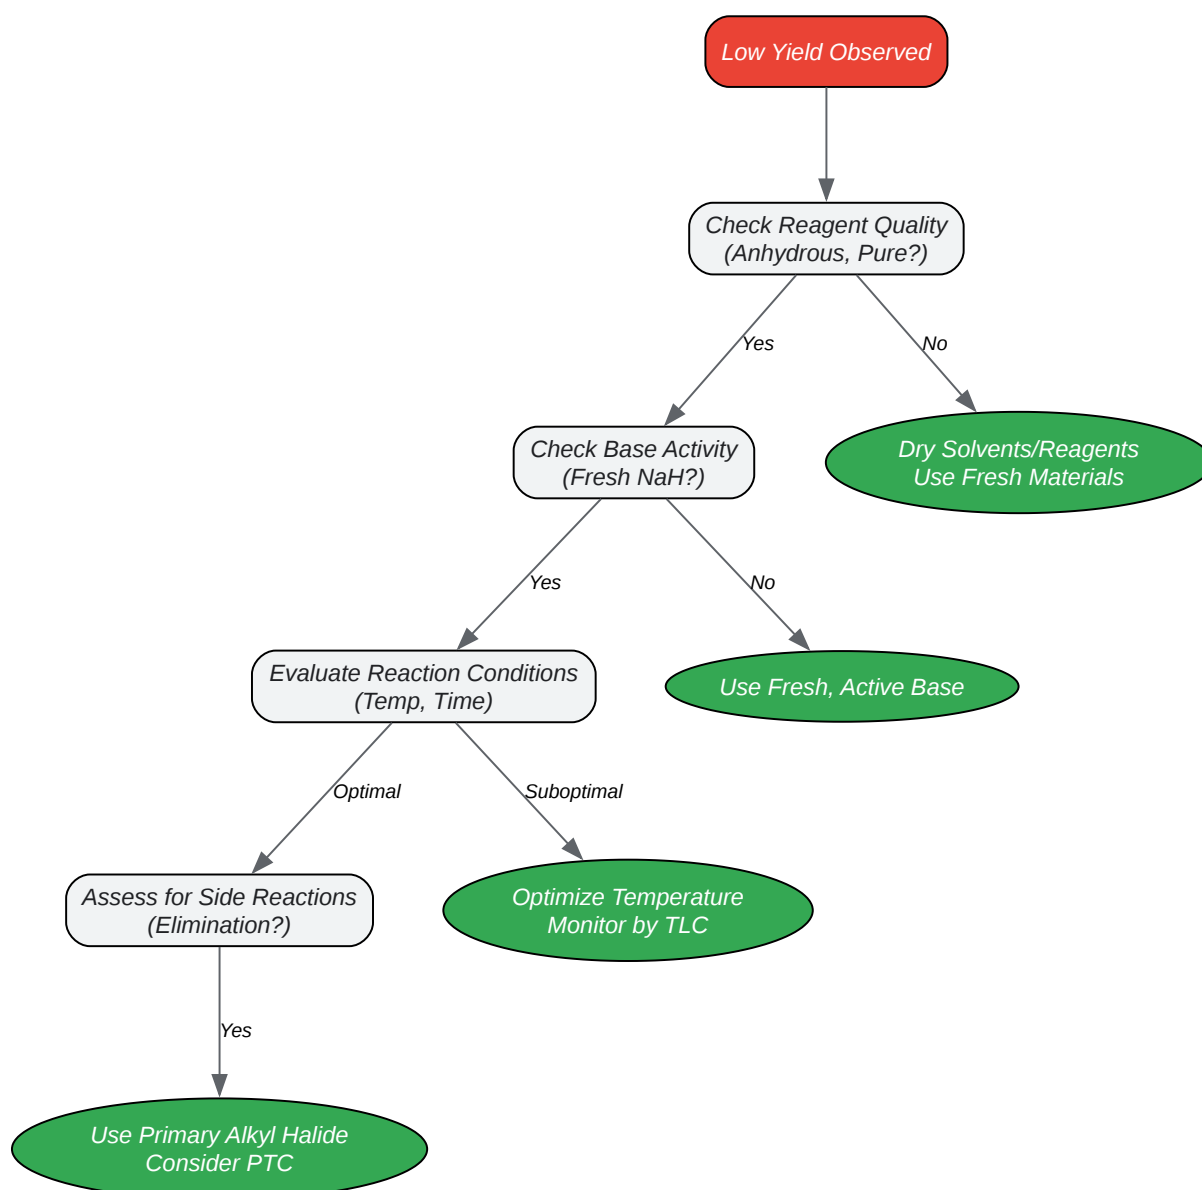 Low Yield Observed
Check Reagent Quality
(Anhydrous, Pure?)
Yes
No
Check Base Activity
(Fresh NaH?)
Dry Solvents/Reagents
Use Fresh Materials
Yes
No
Evaluate Reaction Conditions
(Temp, Time)
Use Fresh, Active Base
Optimal
Suboptimal
Assess for Side Reactions
(Elimination?)
Optimize Temperature
Monitor by TLC
Yes
Use Primary Alkyl Halide
Consider PTC